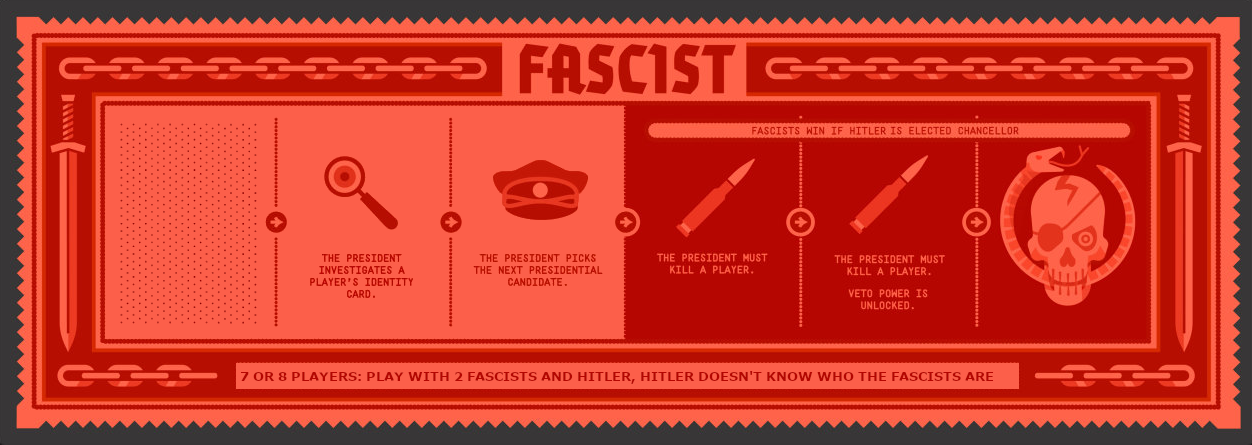 FASCIST
FASCISTS WIN IF HITLER IS ELECTED CHANCELLOR
THE PRESIDENT
INVESTIGATES A
PLAYER'S IDENTITY
CARD.
THE PRESIDENT PICKS
THE NEXT PRESIDENTIAL
CANDIDATE.
THE PRESIDENT MUST
KILL A PLAYER.
THE PRESIDENT MUST
KILL A PLAYER.
VETO POWER IS
UNLOCKED.
7 OR 8 PLAYERS: PLAY WITH 2 FASCISTS AND HITLER, HITLER DOESN'T KNOW WHO THE FASCISTS ARE